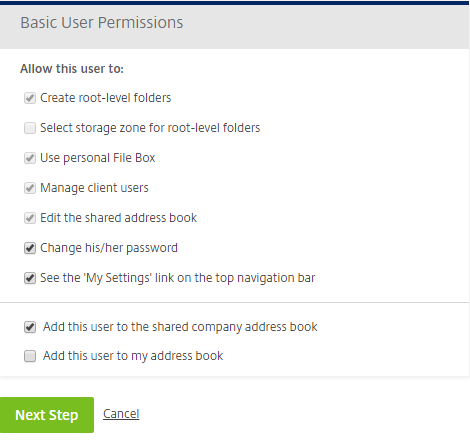 Basic User Permissions
Allow this user to:
Create root-level folders
Select storage zone for root-level folders
Use personal File Box
Manage client users
Edit the shared address book
Change his/her password
See the 'My Settings' link on the top navigation bar
Add this user to the shared company address book
Add this user to my address book
Next Step Cancel